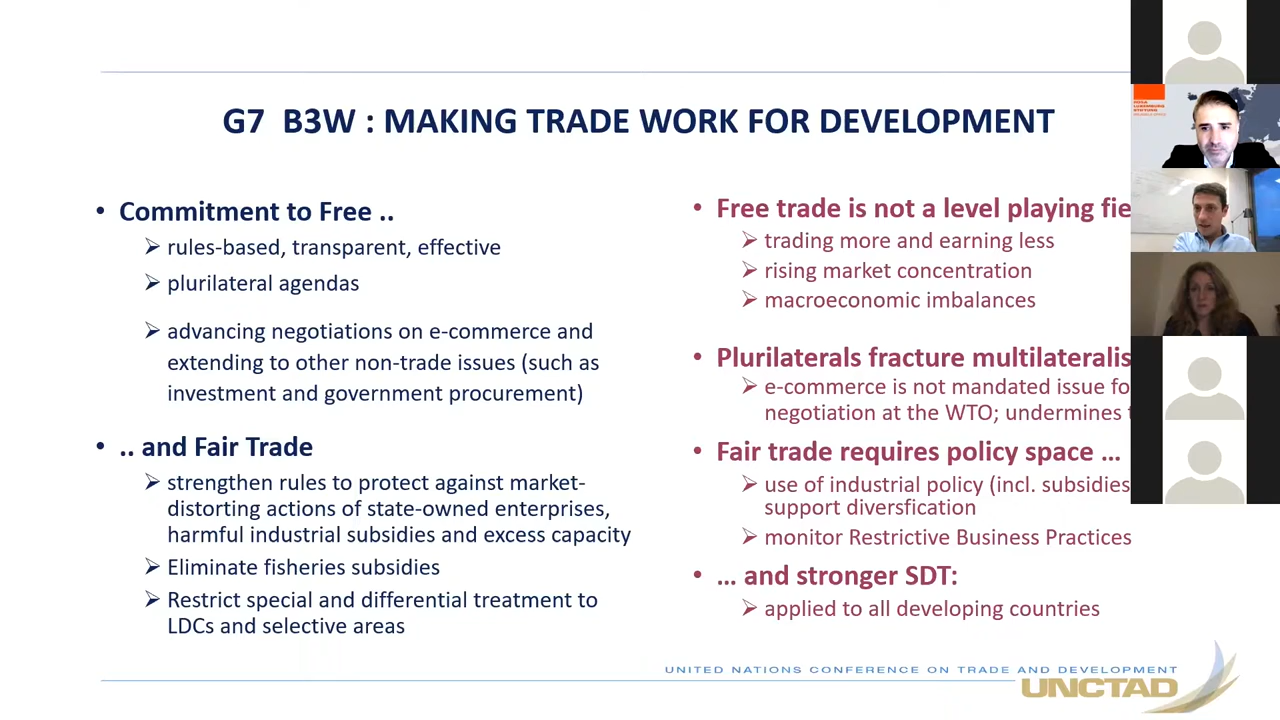 G7 B3W : MAKING TRADE WORK FOR DEVELOPMENT
• Commitment to Free ..
➢ rules-based, transparent, effective
➢ plurilateral agendas
➢ advancing negotiations on e-commerce and
extending to other non-trade issues (such as
investment and government procurement)
• .. and Fair Trade
➢ strengthen rules to protect against market-
distorting actions of state-owned enterprises,
harmful industrial subsidies and excess capacity
➢ Eliminate fisheries subsidies
➢ Restrict special and differential treatment to
LDCs and selective areas
• Free trade is not a level playing fie
➢ trading more and earning less
➢ rising market concentration
➢ macroeconomic imbalances
• Plurilaterals fracture multilateralis
➢ e-commerce is not mandated issue fo
negotiation at the WTO; undermines
• Fair trade requires policy space …
➢ use of industrial policy (incl. subsidies
support diversfication
➢ monitor Restrictive Business Practices
• … and stronger SDT:
➢ applied to all developing countries
UNITED NATIONS CONFERENCE ON TRADE AND DEVELOPMENT
UNCTAD